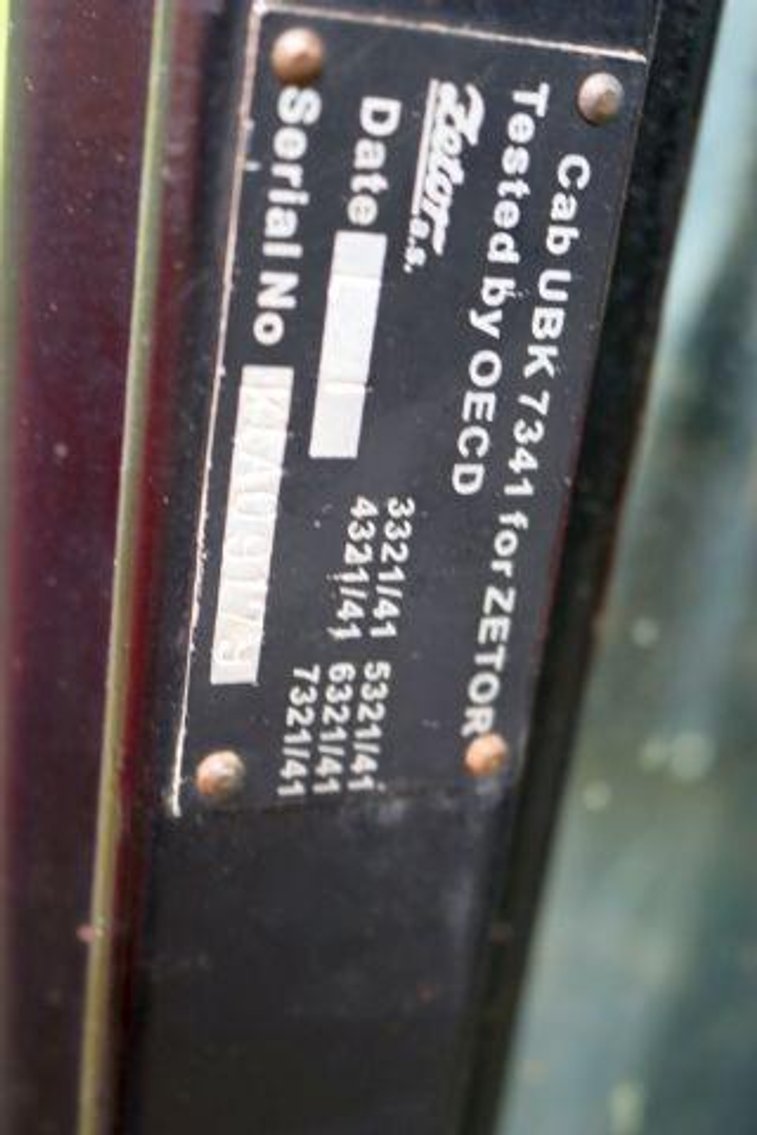 Cab UBK 7341 for ZETOR
Tested by OECD
Zetor a.s.
Date
Serial No
3321/41
4321/41
5321/41
6321/41
7321/41